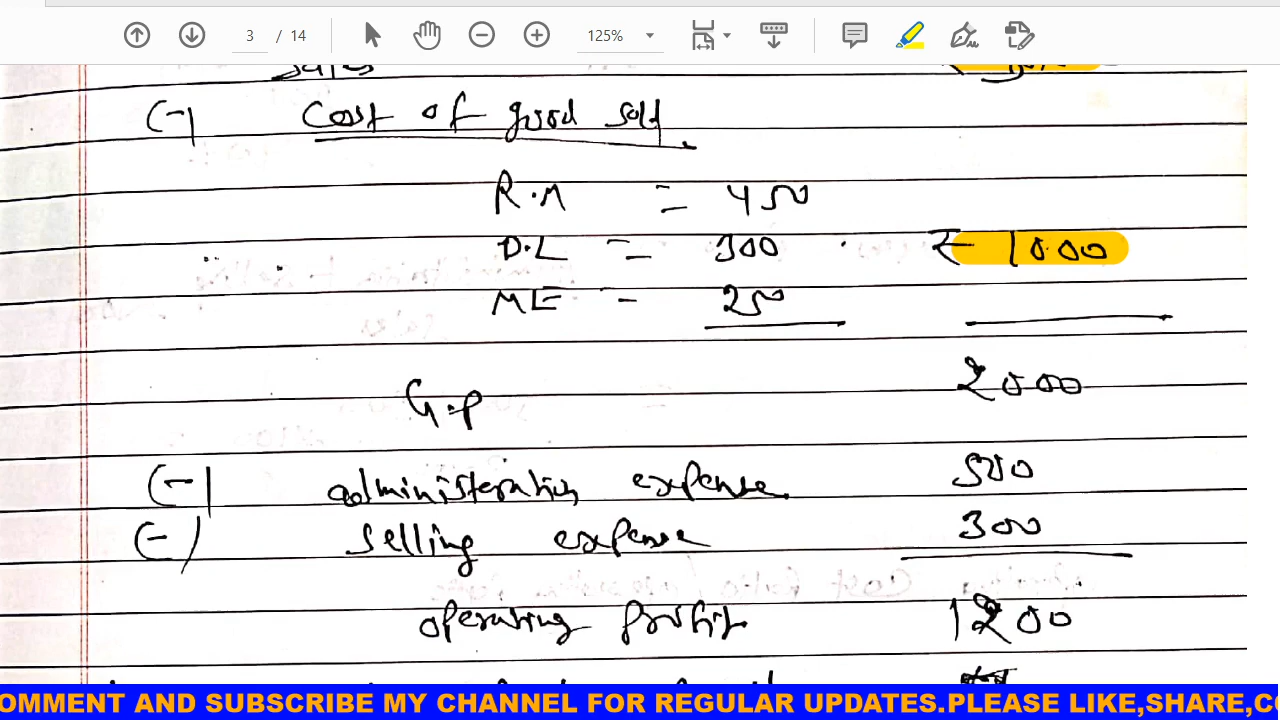 3 / 14 125%
(-) Cost of good sold
R.M = 450
D.L = 300 ₹ 1000
ME - 250
G.P 2000
(-) administration expense 500
(-) selling expense 300
operating profit 1200
OMMENT AND SUBSCRIBE MY CHANNEL FOR REGULAR UPDATES.PLEASE LIKE,SHARE,C